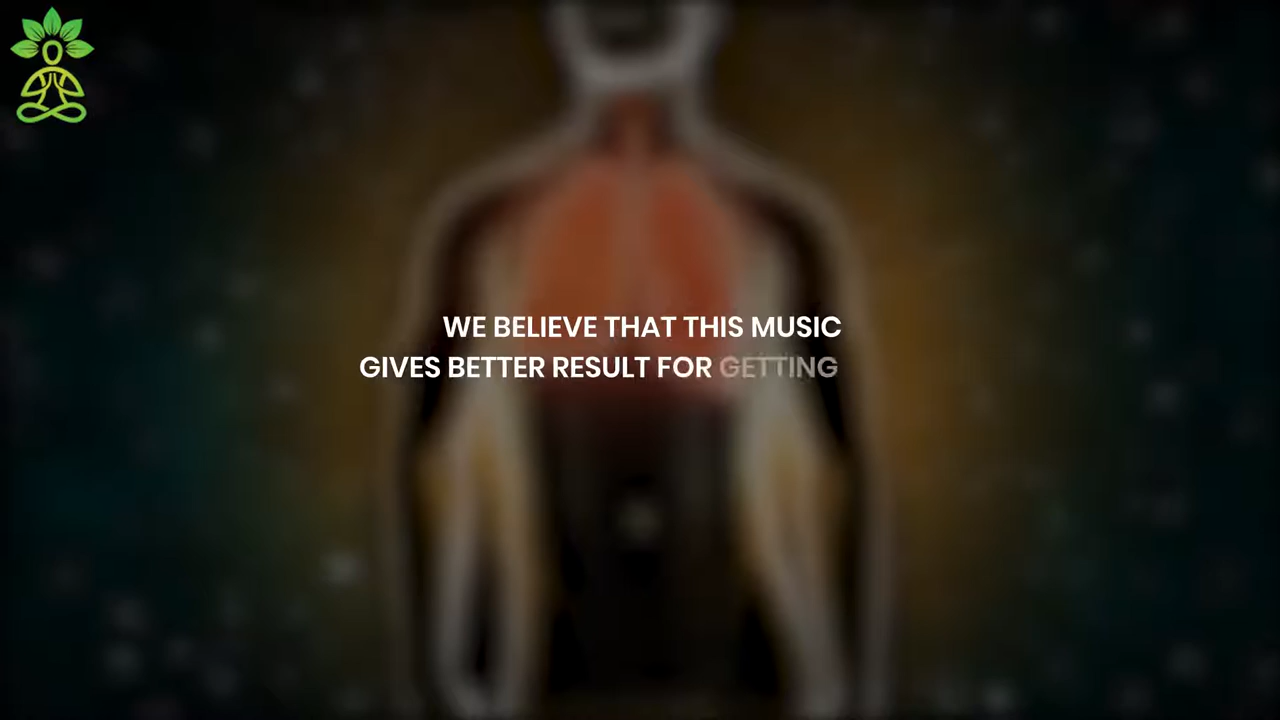 WE BELIEVE THAT THIS MUSIC
GIVES BETTER RESULT FOR GETTING